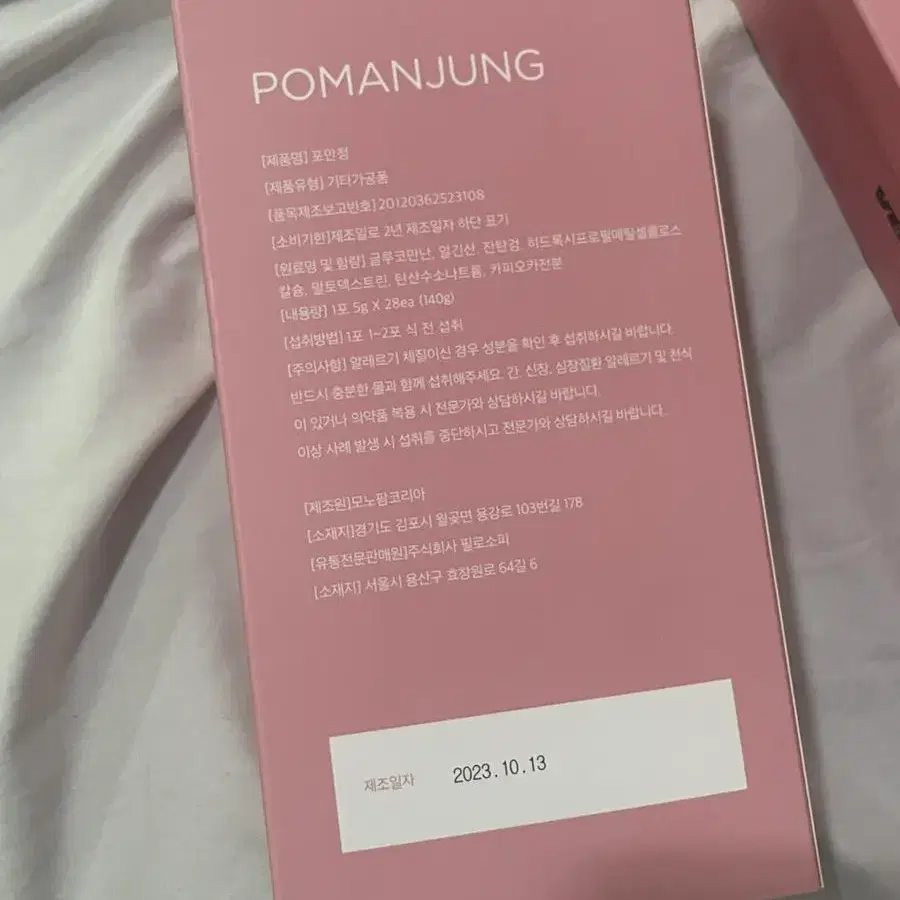 POMANJUNG
[제품명] 포만정
[제품유형] 기타가공품
[품목제조보고번호] 20120362523108
[소비기한]제조일로 2년 제조일자 하단 표기
[원료명 및 함량] 글루코만난, 알긴산, 잔탄검, 히드록시프로필메틸셀룰로스
칼슘, 말토덱스트린, 탄산수소나트륨, 카피오카전분
[내용량] 1포 5g X 28ea (140g)
[섭취방법] 1포 1~2포 식 전 섭취
[주의사항] 알레르기 체질이신 경우 성분을 확인 후 섭취하시길 바랍니다.
반드시 충분한 물과 함께 섭취해주세요. 간, 신장, 심장질환 알레르기 및 천식
이 있거나 의약품 복용 시 전문가와 상담하시길 바랍니다.
이상 사례 발생 시 섭취를 중단하시고 전문가와 상담하시길 바랍니다.
[제조원]모노팜코리아
[소재지]경기도 김포시 월곶면 용강로 103번길 178
[유통전문판매원]주식회사 필로소피
[소재지] 서울시 용산구 효창원로 64길 6
제조일자 2023.10.13